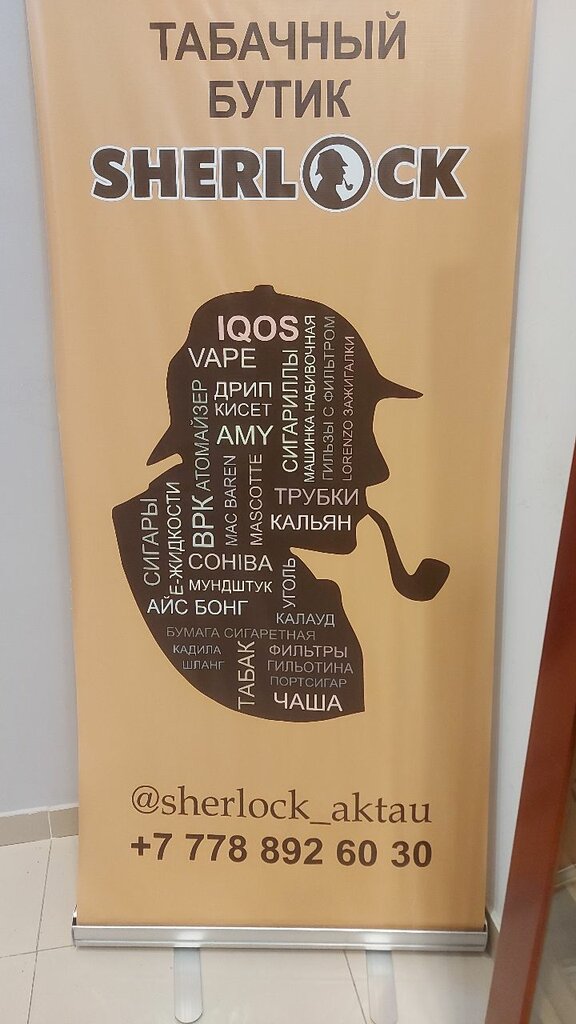 ТАБАЧНЫЙ
БУТИК
SHERLOCK
IQOS
VAPE
ДРИП
КИСЕТ
AMY
АТОМАЙЗЕР
СИГАРИЛЛЫ
МАШИНКА НАБИВОЧНАЯ
ГИЛЬЗЫ С ФИЛЬТРОМ
LORENZO ЗАЖИГАЛКИ
СИГАРЫ
Е-ЖИДКОСТИ
ВРК
MAC BAREN
MASCOTTE
ТРУБКИ
КАЛЬЯН
COHIBA
МУНДШТУК
УГОЛЬ
АЙС БОНГ
КАЛАУД
БУМАГА СИГАРЕТНАЯ
КАДИЛА
ШЛАНГ
ТАБАК
ФИЛЬТРЫ
ГИЛЬОТИНА
ПОРТСИГАР
ЧАША
@sherlock_aktau
+7 778 892 60 30